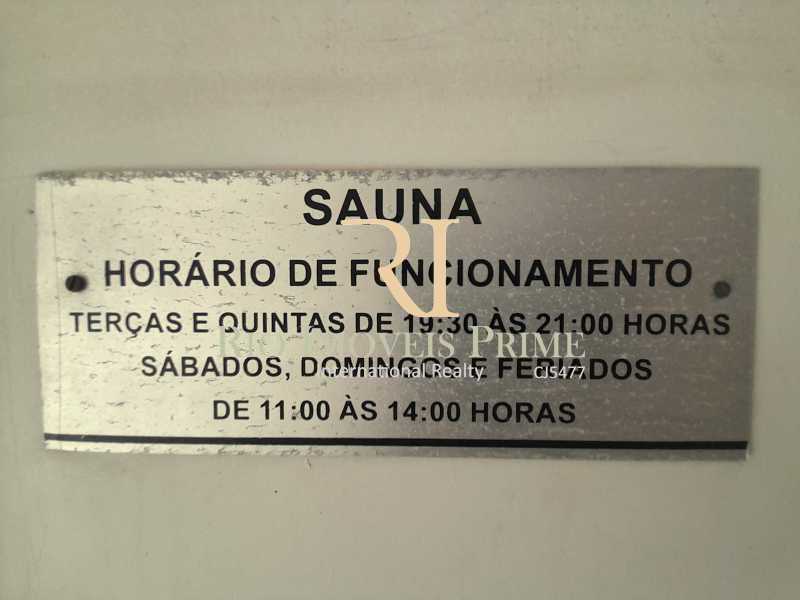 SAUNA
HORÁRIO DE FUNCIONAMENTO
TERÇAS E QUINTAS DE 19:30 ÀS 21:00 HORAS
SÁBADOS, DOMINGOS E FERIADOS
DE 11:00 ÀS 14:00 HORAS
RI
RIO IMÓVEIS PRIME
International Realty CJ5477